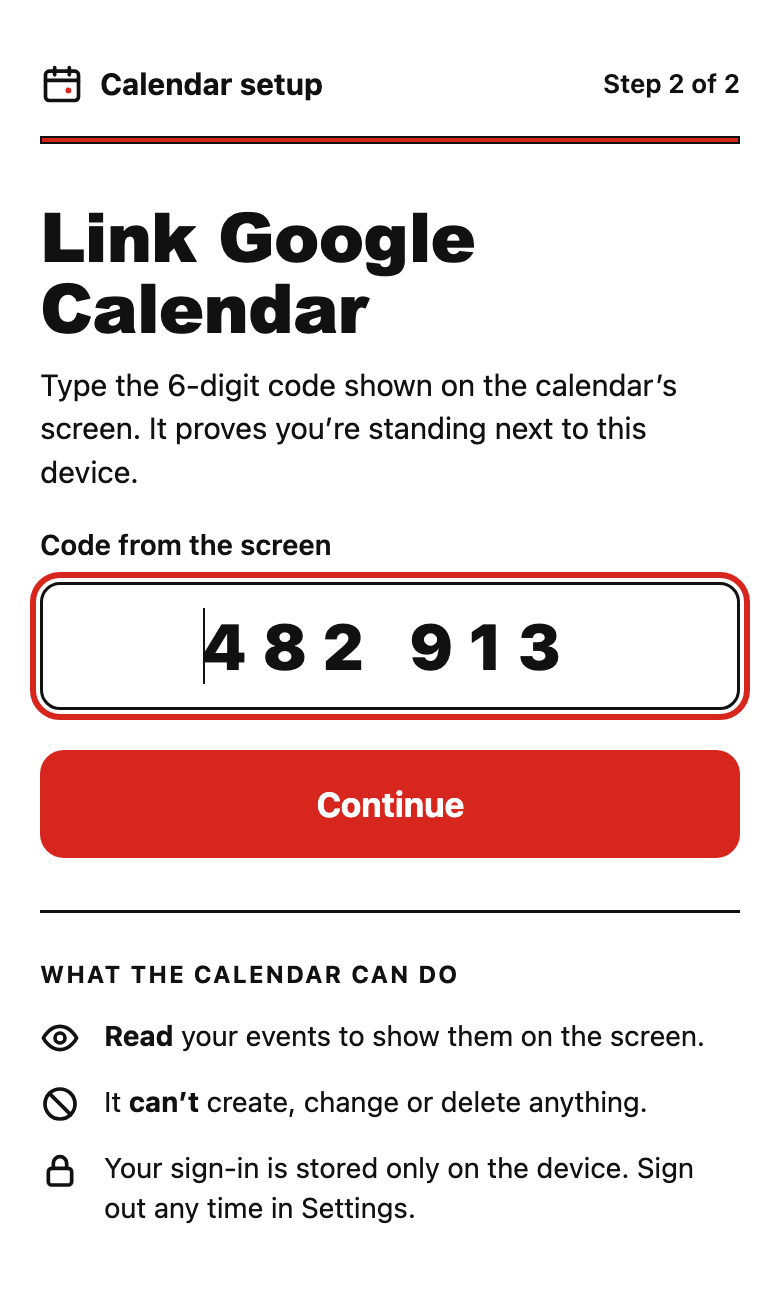 Calendar setup
Step 2 of 2
Link Google
Calendar
Type the 6-digit code shown on the calendar’s
screen. It proves you’re standing next to this
device.
Code from the screen
482 913
Continue
WHAT THE CALENDAR CAN DO
Read your events to show them on the screen.
It can’t create, change or delete anything.
Your sign-in is stored only on the device. Sign
out any time in Settings.